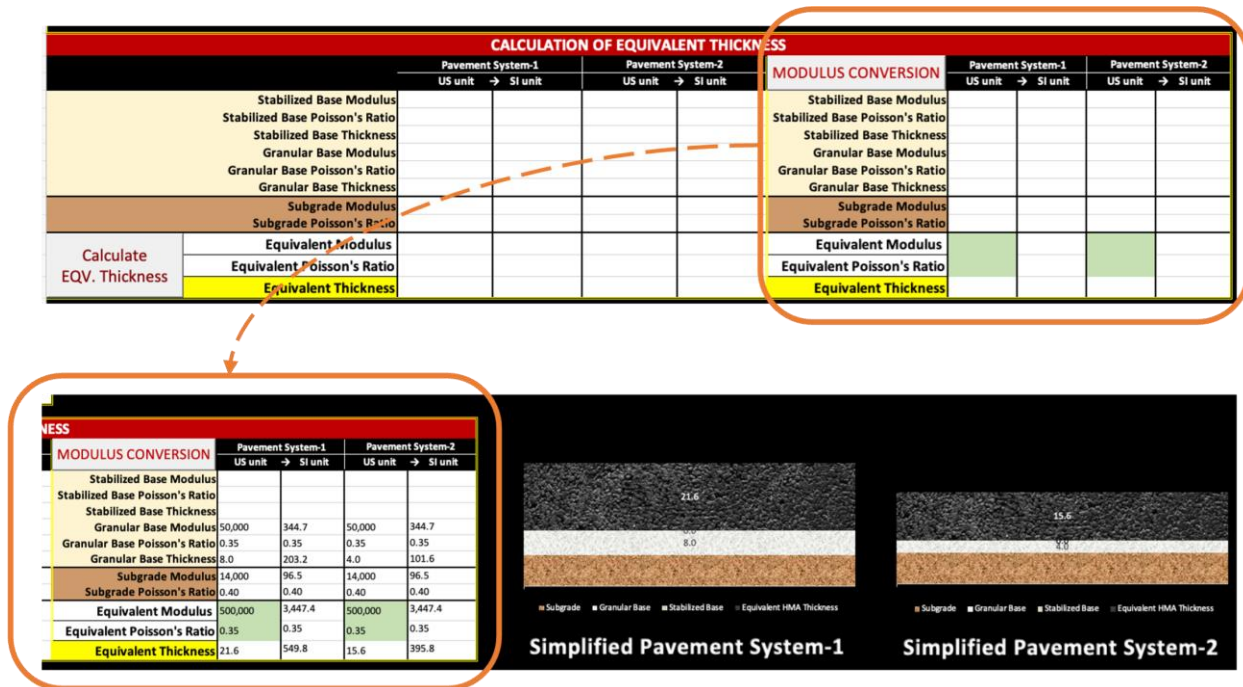 CALCULATION OF EQUIVALENT THICKNESS
Pavement System-1 Pavement System-2 MODULUS CONVERSION Pavement System-1 Pavement System-2
US unit → SI unit US unit → SI unit US unit → SI unit US unit → SI unit
Stabilized Base Modulus Stabilized Base Modulus
Stabilized Base Poisson's Ratio Stabilized Base Poisson's Ratio
Stabilized Base Thickness Stabilized Base Thickness
Granular Base Modulus Granular Base Modulus
Granular Base Poisson's Ratio Granular Base Poisson's Ratio
Granular Base Thickness Granular Base Thickness
Subgrade Modulus Subgrade Modulus
Subgrade Poisson's Ratio Subgrade Poisson's Ratio
Calculate
EQV. Thickness
Equivalent Modulus Equivalent Modulus
Equivalent Poisson's Ratio Equivalent Poisson's Ratio
Equivalent Thickness Equivalent Thickness
NESS
MODULUS CONVERSION Pavement System-1 Pavement System-2
US unit → SI unit US unit → SI unit
Stabilized Base Modulus
Stabilized Base Poisson's Ratio
Stabilized Base Thickness
Granular Base Modulus 50,000 344.7 50,000 344.7
Granular Base Poisson's Ratio 0.35 0.35 0.35 0.35
Granular Base Thickness 8.0 203.2 4.0 101.6
Subgrade Modulus 14,000 96.5 14,000 96.5
Subgrade Poisson's Ratio 0.40 0.40 0.40 0.40
Equivalent Modulus 500,000 3,447.4 500,000 3,447.4
Equivalent Poisson's Ratio 0.35 0.35 0.35 0.35
Equivalent Thickness 21.6 549.8 15.6 395.8
21.6
8.0
Subgrade Granular Base Stabilized Base Equivalent HMA Thickness
Simplified Pavement System-1
15.6
4.0
Subgrade Granular Base Stabilized Base Equivalent HMA Thickness
Simplified Pavement System-2